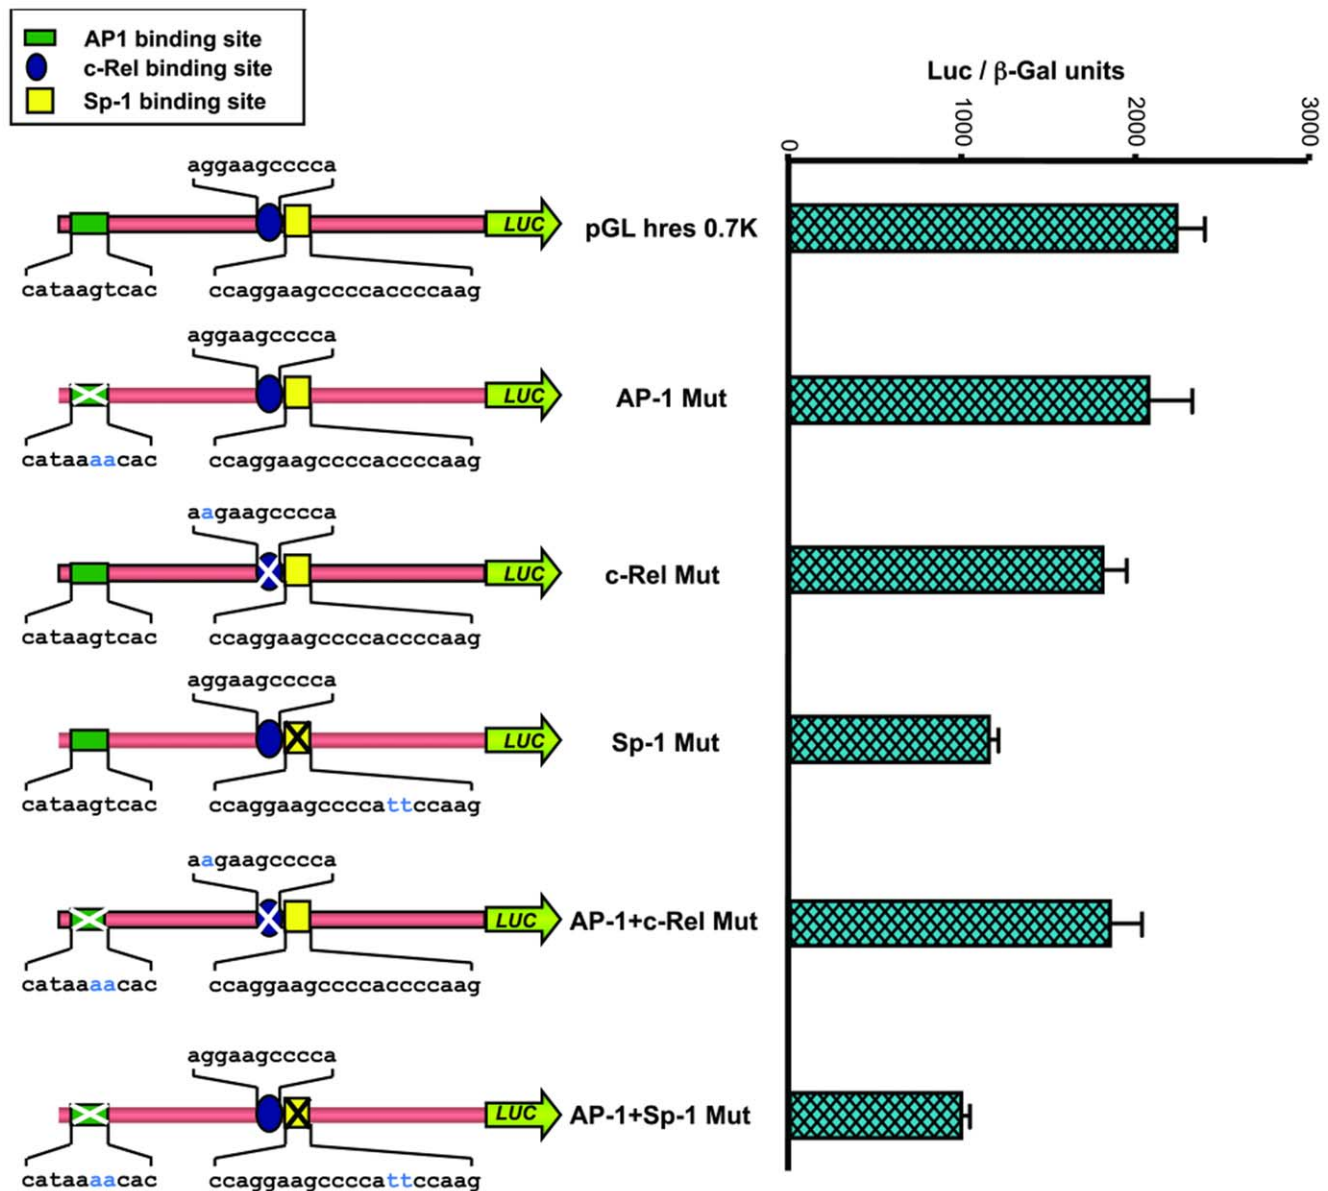 AP1 binding site
c-Rel binding site
Sp-1 binding site
Luc / β-Gal units
0
1000
2000
3000
aggaagcccca
LUC
pGL hres 0.7K
cataagtcac
ccaggaagccccaccccaag
aggaagcccca
LUC
AP-1 Mut
cataaaacac
ccaggaagccccaccccaag
aagaagcccca
LUC
c-Rel Mut
cataagtcac
ccaggaagccccaccccaag
aggaagcccca
LUC
Sp-1 Mut
cataagtcac
ccaggaagccccattccaag
aagaagcccca
LUC
AP-1+c-Rel Mut
cataaaacac
ccaggaagccccaccccaag
aggaagcccca
LUC
AP-1+Sp-1 Mut
cataaaacac
ccaggaagccccattccaag